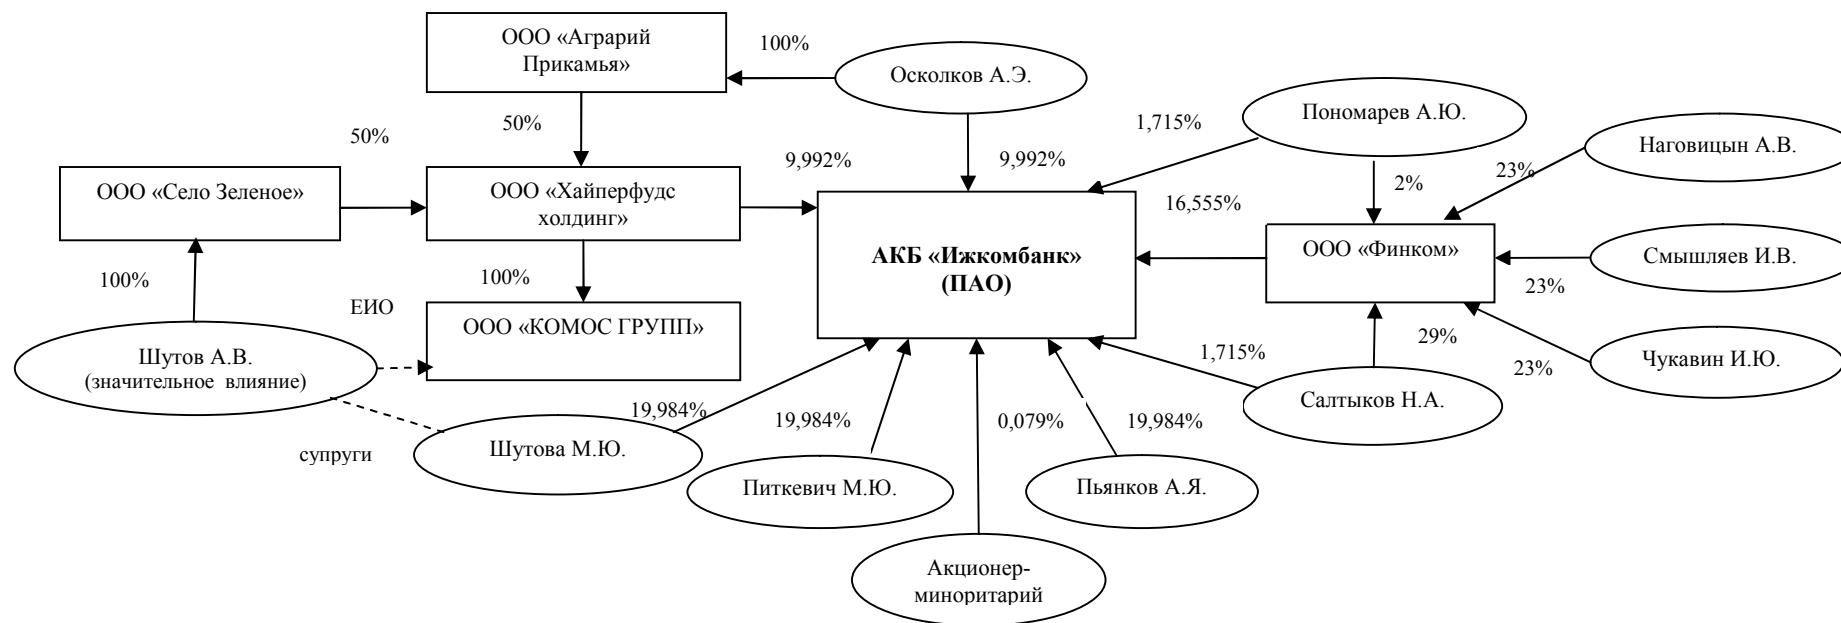 ООО «Аграрий
Прикамья»
100%
Осколков А.Э.
Пономарев А.Ю.
50%
50%
1,715%
Наговицын А.В.
9,992%
9,992%
2%
23%
ООО «Село Зеленое»
ООО «Хайперфудс
холдинг»
16,555%
АКБ «Ижкомбанк»
(ПАО)
ООО «Финком»
Смышляев И.В.
100%
100%
23%
ЕИО
ООО «КОМОС ГРУПП»
29%
Шутов А.В.
(значительное влияние)
1,715%
23%
Чукавин И.Ю.
19,984%
19,984%
0,079%
19,984%
Салтыков Н.А.
супруги
Шутова М.Ю.
Питкевич М.Ю.
Пьянков А.Я.
Акционер-
миноритарий